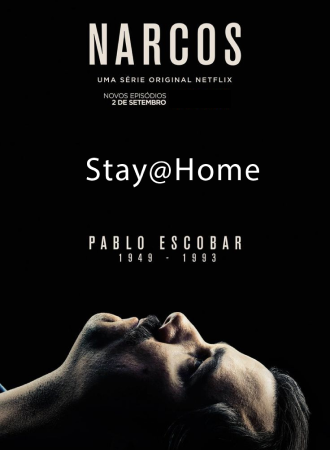 NARCOS
UMA SÉRIE ORIGINAL NETFLIX
NOVOS EPISÓDIOS
2 DE SETEMBRO
Stay@Home
PABLO ESCOBAR
1949 - 1993